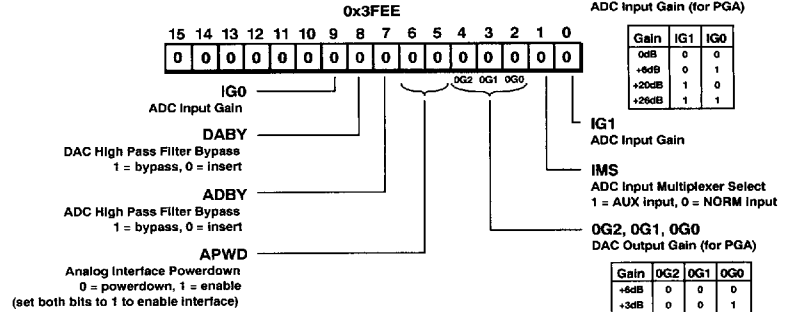 0x3FEE
15 14 13 12 11 10 9 8 7 6 5 4 3 2 1 0
0 0 0 0 0 0 0 0 0 0 0 0 0 0 0 0
0G2 0G1 0G0
IG0
ADC Input Gain
DABY
DAC High Pass Filter Bypass
1 = bypass, 0 = insert
ADBY
ADC High Pass Filter Bypass
1 = bypass, 0 = insert
APWD
Analog Interface Powerdown
0 = powerdown, 1 = enable
(set both bits to 1 to enable interface)
ADC Input Gain (for PGA)
Gain IG1 IG0
0dB 0 0
+6dB 0 1
+20dB 1 0
+26dB 1 1
IG1
ADC Input Gain
IMS
ADC Input Multiplexer Select
1 = AUX input, 0 = NORM input
0G2, 0G1, 0G0
DAC Output Gain (for PGA)
Gain 0G2 0G1 0G0
+6dB 0 0 0
+3dB 0 0 1